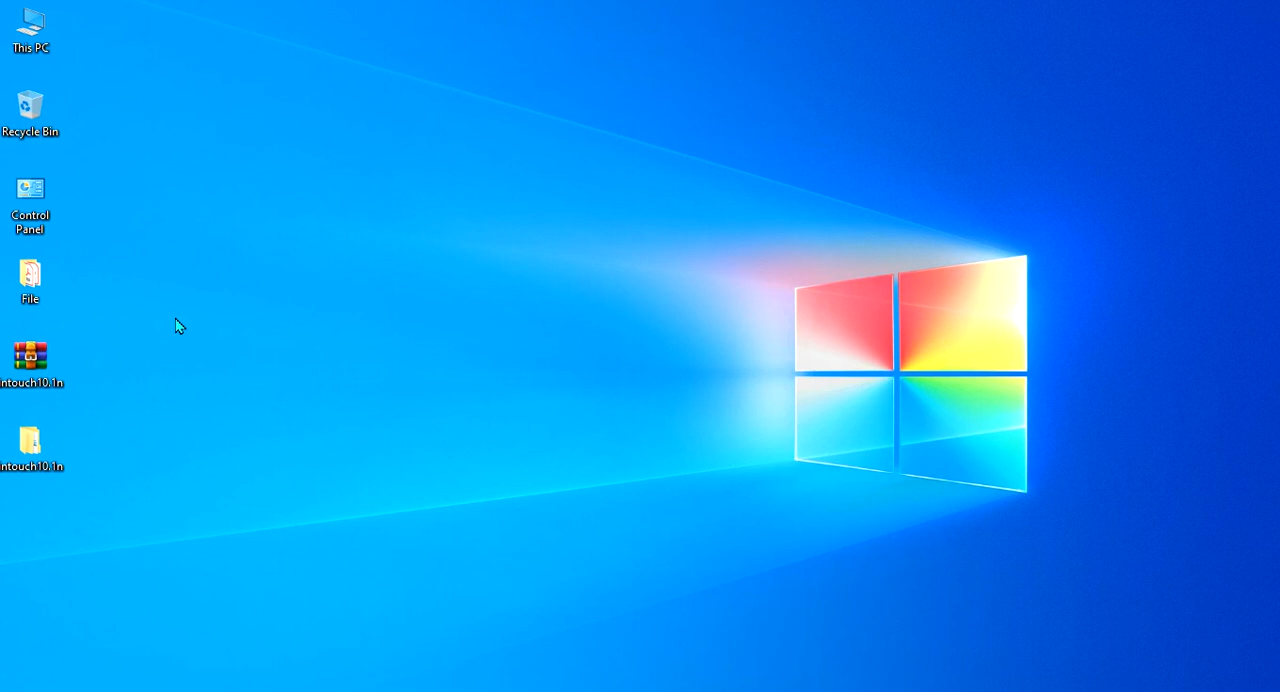 This PC
Recycle Bin
Control
Panel
File
ntouch10.1n
ntouch10.1n